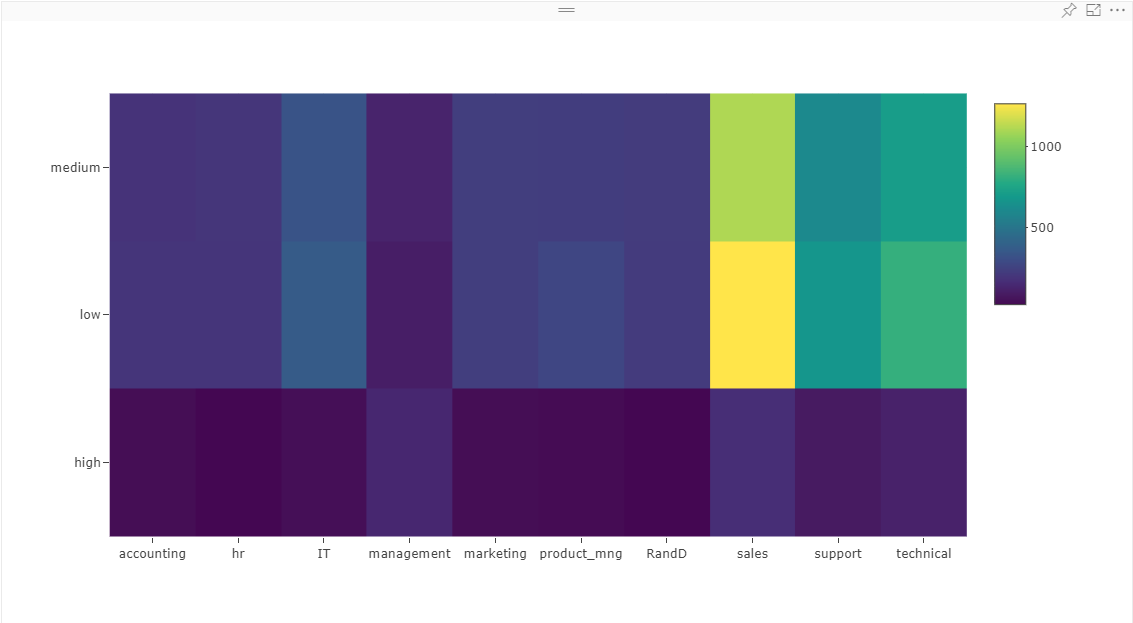 medium
low
high
accounting hr IT management marketing product_mng RandD sales support technical
1000
500